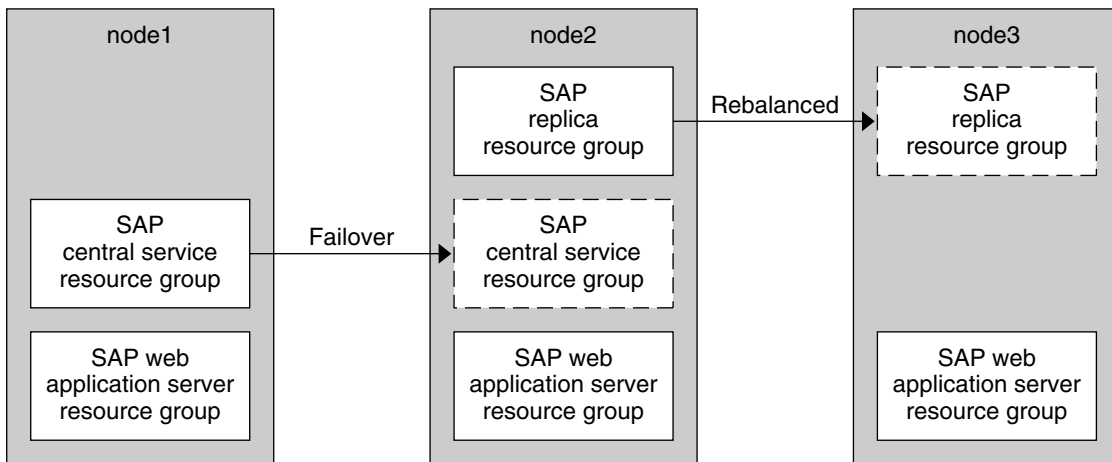 node1
node2
node3
SAP
replica
resource group
Rebalanced
SAP
replica
resource group
SAP
central service
resource group
Failover
SAP
central service
resource group
SAP web
application server
resource group
SAP web
application server
resource group
SAP web
application server
resource group